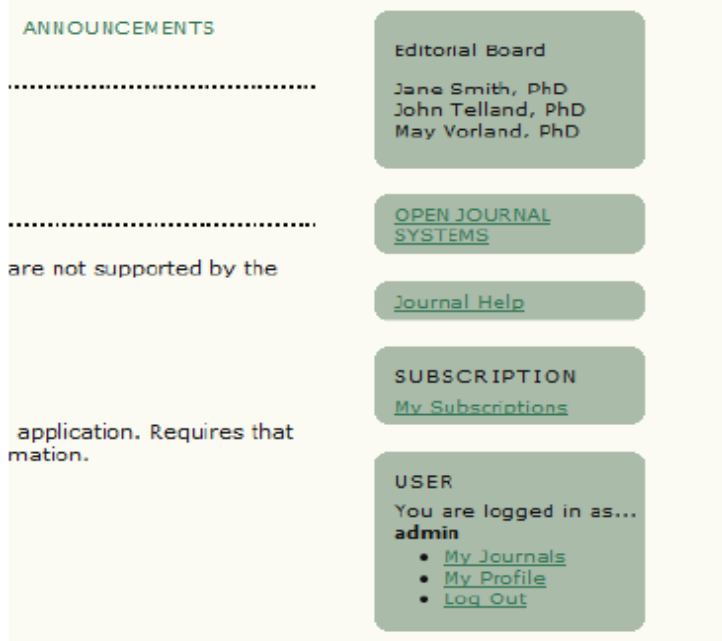 ANNOUNCEMENTS
are not supported by the
application. Requires that
mation.
Editorial Board
Jane Smith, PhD
John Telland, PhD
May Vorland, PhD
OPEN JOURNAL
SYSTEMS
Journal Help
SUBSCRIPTION
My Subscriptions
USER
You are logged in as...
admin
• My Journals
• My Profile
• Log Out